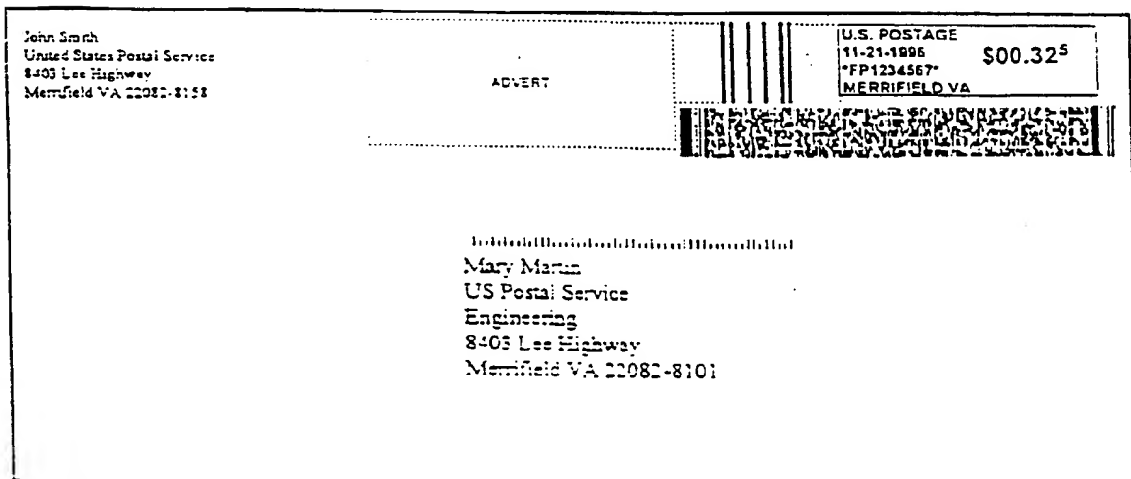 John Smith
United States Postal Service
8403 Lee Highway
Merrifield VA 22082-8158
ADVERT
U.S. POSTAGE
11-21-1996 $00.32⁵
*FP1234567*
MERRIFIELD VA
Mary Martin
US Postal Service
Engineering
8403 Lee Highway
Merrifield VA 22082-8101